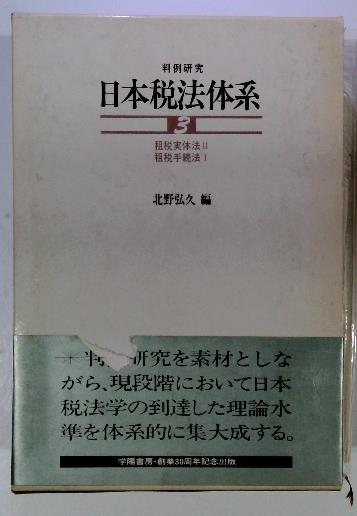 判例研究
日本税法体系
3
租税実体法II
租税手続法I
北野弘久 編
判 研究を素材としな
がら、現段階において日本
税法学の到達した理論水
準を体系的に集大成する。
学陽書房・創業30周年記念出版